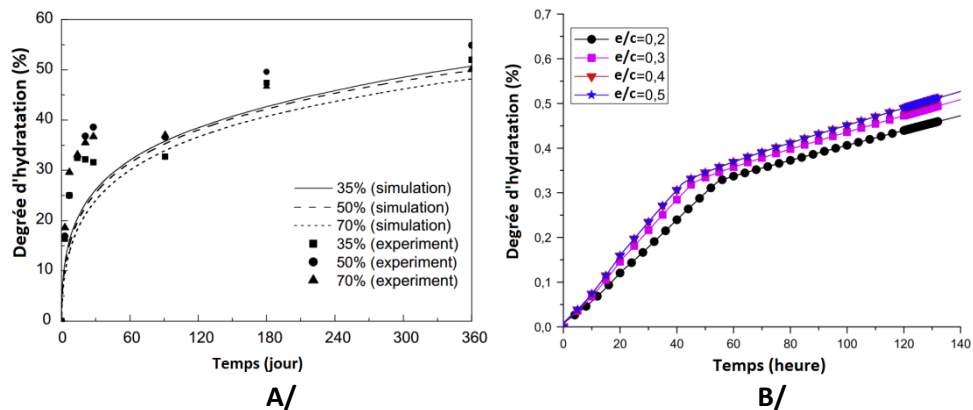 A/
Degrée d'hydratation (%)
60
50
40
30
20
10
0
35% (simulation)
50% (simulation)
70% (simulation)
35% (experiment)
50% (experiment)
70% (experiment)
0 60 120 180 240 300 360
Temps (jour)
B/
Degrée d'hydratation (%)
0,7
0,6
0,5
0,4
0,3
0,2
0,1
0,0
e/c=0,2
e/c=0,3
e/c=0,4
e/c=0,5
0 20 40 60 80 100 120 140
Temps (heure)